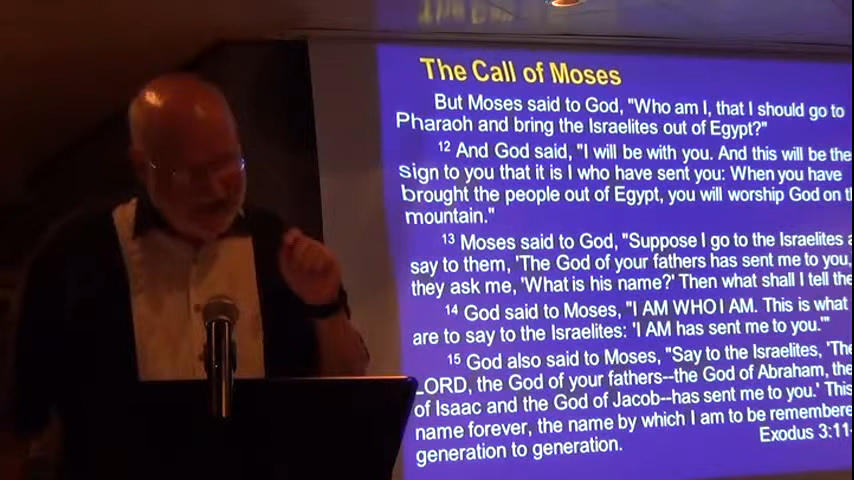 The Call of Moses
But Moses said to God, "Who am I, that I should go to
Pharaoh and bring the Israelites out of Egypt?"
12 And God said, "I will be with you. And this will be the
sign to you that it is I who have sent you: When you have
brought the people out of Egypt, you will worship God on
mountain."
13 Moses said to God, "Suppose I go to the Israelites
say to them, 'The God of your fathers has sent me to you,
they ask me, 'What is his name?' Then what shall I tell
14 God said to Moses, "I AM WHO I AM. This is what
are to say to the Israelites: 'I AM has sent me to you.'"
15 God also said to Moses, "Say to the Israelites,
LORD, the God of your fathers--the God of Abraham, the
of Isaac and the God of Jacob--has sent me to you.' This
name forever, the name by which I am to be remembere
generation to generation.
Exodus 3:11-